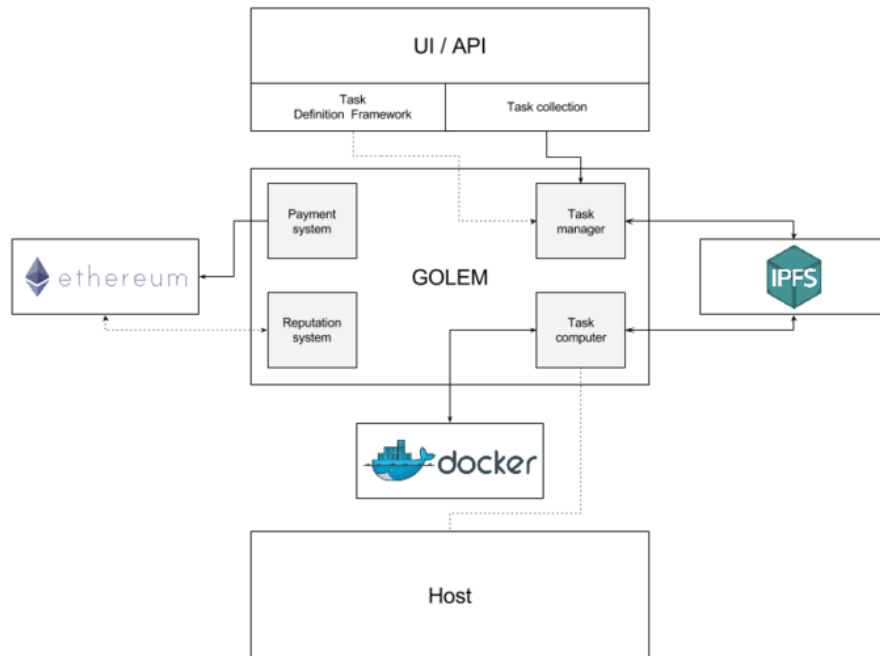 UI / API
Task
Definition Framework
Task collection
Payment
system
Task
manager
ethereum
GOLEM
IPFS
Reputation
system
Task
computer
docker
Host